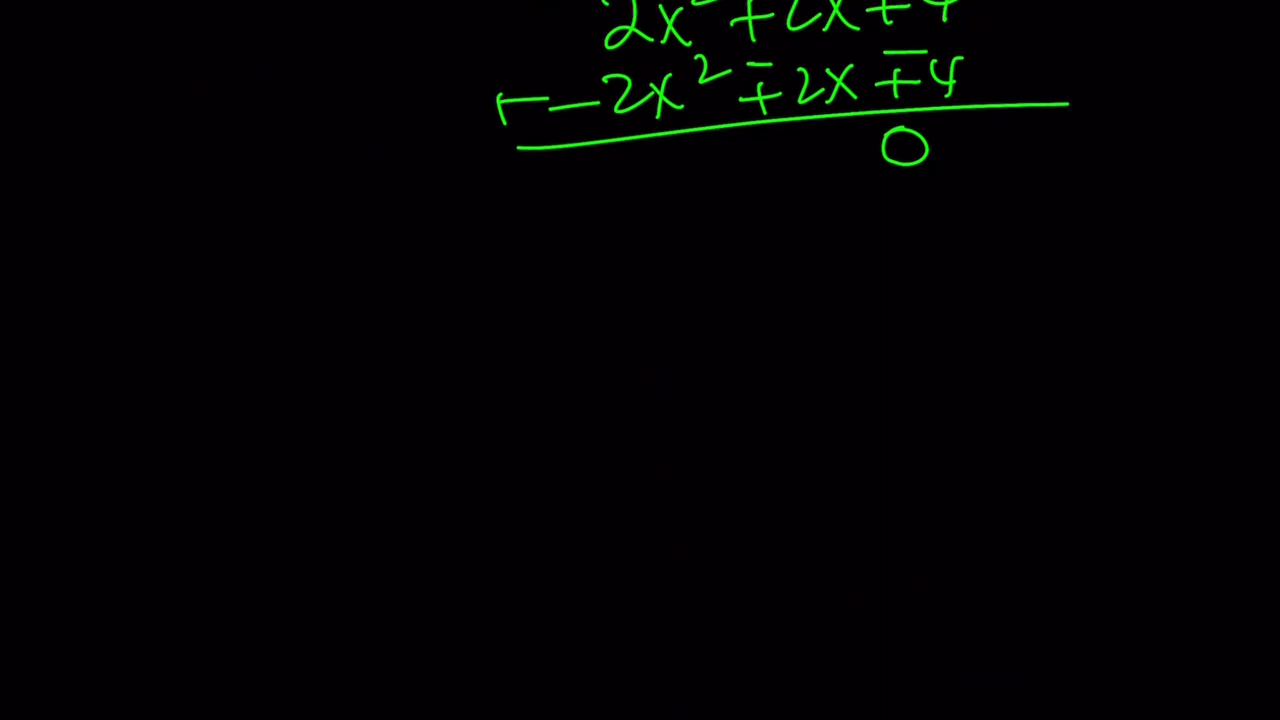 2x² + 2x + 4
- - 2x² ∓ 2x ∓ 4
0